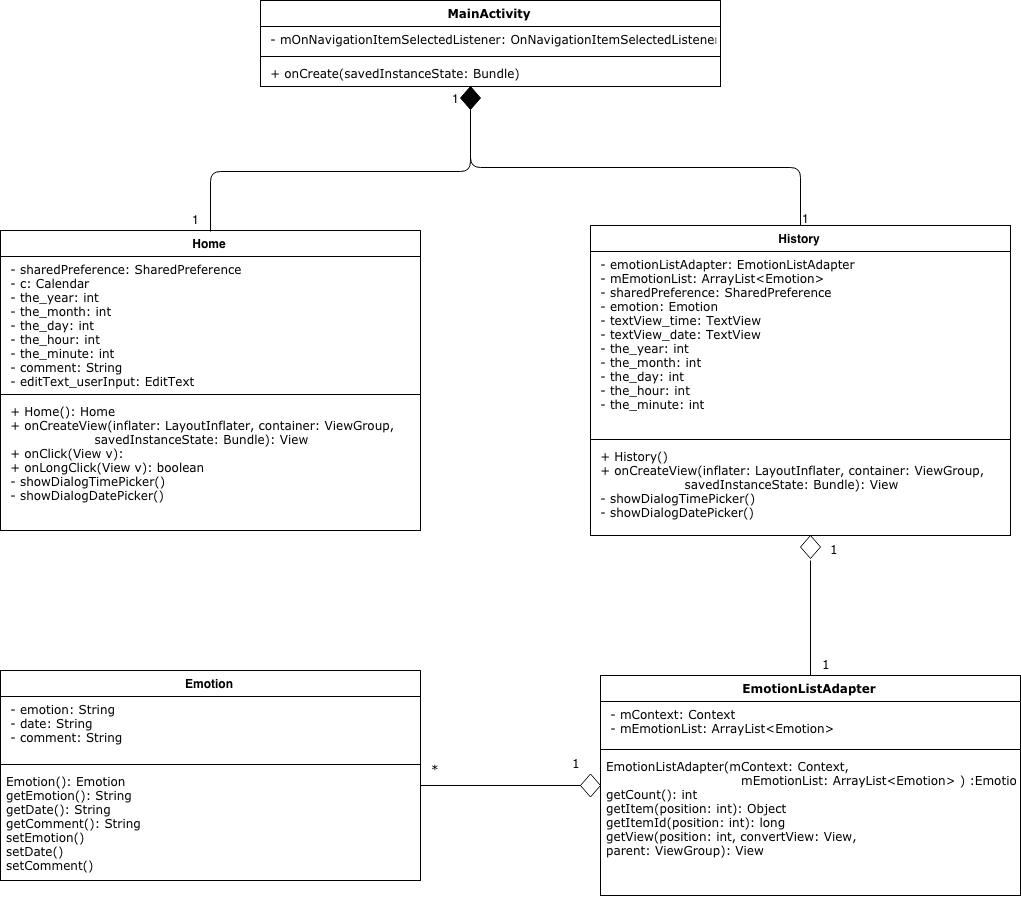 MainActivity
- mOnNavigationItemSelectedListener: OnNavigationItemSelectedListener
+ onCreate(savedInstanceState: Bundle)
1
1
1
Home
- sharedPreference: SharedPreference
- c: Calendar
- the_year: int
- the_month: int
- the_day: int
- the_hour: int
- the_minute: int
- comment: String
- editText_userInput: EditText
+ Home(): Home
+ onCreateView(inflater: LayoutInflater, container: ViewGroup,
savedInstanceState: Bundle): View
+ onClick(View v):
+ onLongClick(View v): boolean
- showDialogTimePicker()
- showDialogDatePicker()
History
- emotionListAdapter: EmotionListAdapter
- mEmotionList: ArrayList<Emotion>
- sharedPreference: SharedPreference
- emotion: Emotion
- textView_time: TextView
- textView_date: TextView
- the_year: int
- the_month: int
- the_day: int
- the_hour: int
- the_minute: int
+ History()
+ onCreateView(inflater: LayoutInflater, container: ViewGroup,
savedInstanceState: Bundle): View
- showDialogTimePicker()
- showDialogDatePicker()
1
1
Emotion
- emotion: String
- date: String
- comment: String
Emotion(): Emotion
getEmotion(): String
getDate(): String
getComment(): String
setEmotion()
setDate()
setComment()
*
1
EmotionListAdapter
- mContext: Context
- mEmotionList: ArrayList<Emotion>
EmotionListAdapter(mContext: Context,
mEmotionList: ArrayList<Emotion> ) :Emotio
getCount(): int
getItem(position: int): Object
getItemId(position: int): long
getView(position: int, convertView: View,
parent: ViewGroup): View